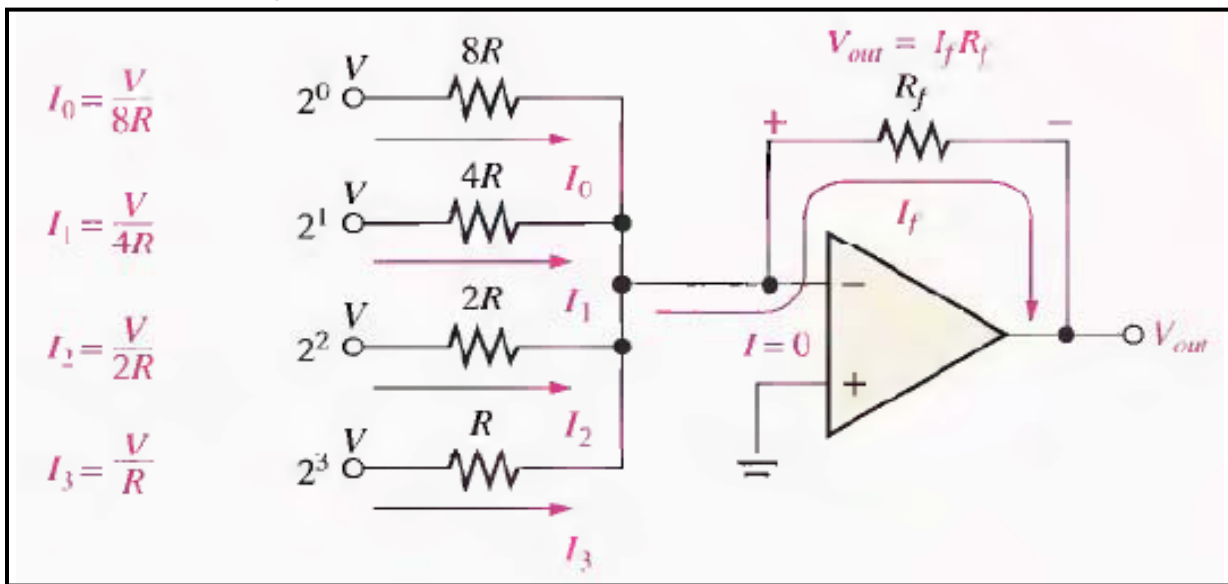 V_out = I_f R_f
I_0 = V/8R
2^0
V
8R
R_f
+
−
I_0
I_f
I_1 = V/4R
2^1
V
4R
I_1
−
I_2 = V/2R
2^2
V
2R
I = 0
V_out
+
I_2
I_3 = V/R
2^3
V
R
I_3